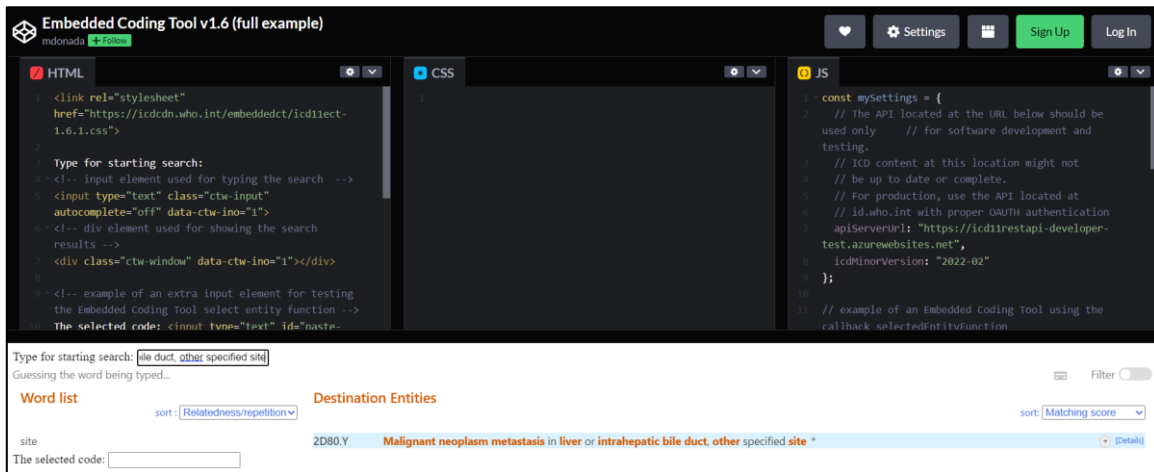 Embedded Coding Tool v1.6 (full example)
mdonada + Follow
Settings
Sign Up
Log In
HTML
CSS
JS
1 <link rel="stylesheet"
href="https://icdcdn.who.int/embeddedct/icd11ect-
1.6.1.css">
2
3 Type for starting search:
4 <!-- input element used for typing the search -->
5 <input type="text" class="ctw-input"
autocomplete="off" data-ctw-ino="1">
6 <!-- div element used for showing the search
results -->
7 <div class="ctw-window" data-ctw-ino="1"></div>
8
9 <!-- example of an extra input element for testing
the Embedded Coding Tool select entity function -->
10 The selected code: <input type="text" id="paste-
1
1 const mySettings = {
2 // The API located at the URL below should be
used only // for software development and
testing.
3 // ICD content at this location might not
4 // be up to date or complete.
5 // For production, use the API located at
6 // id.who.int with proper OAUTH authentication
7 apiServerUrl: "https://icd11restapi-developer-
test.azurewebsites.net",
8 icdMinorVersion: "2022-02"
9 };
10
11 // example of an Embedded Coding Tool using the
callback selectedEntityFunction
Type for starting search: ile duct, other specified site
Guessing the word being typed...
Filter
Word list
sort : Relatedness/repetition
Destination Entities
sort: Matching score
site
2D80.Y Malignant neoplasm metastasis in liver or intrahepatic bile duct, other specified site *
[Details]
The selected code: